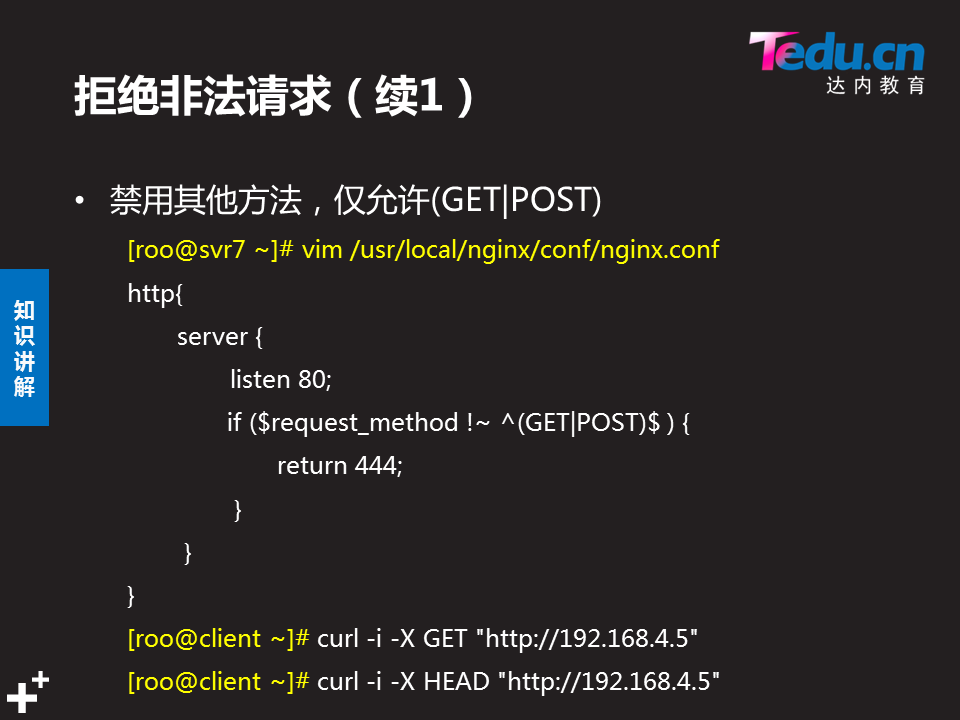 Tedu.cn
达内教育
拒绝非法请求（续1）
• 禁用其他方法，仅允许(GET|POST)
[roo@svr7 ~]# vim /usr/local/nginx/conf/nginx.conf
http{
server {
listen 80;
if ($request_method !~ ^(GET|POST)$ ) {
return 444;
}
}
}
[roo@client ~]# curl -i -X GET "http://192.168.4.5"
[roo@client ~]# curl -i -X HEAD "http://192.168.4.5"
知识讲解